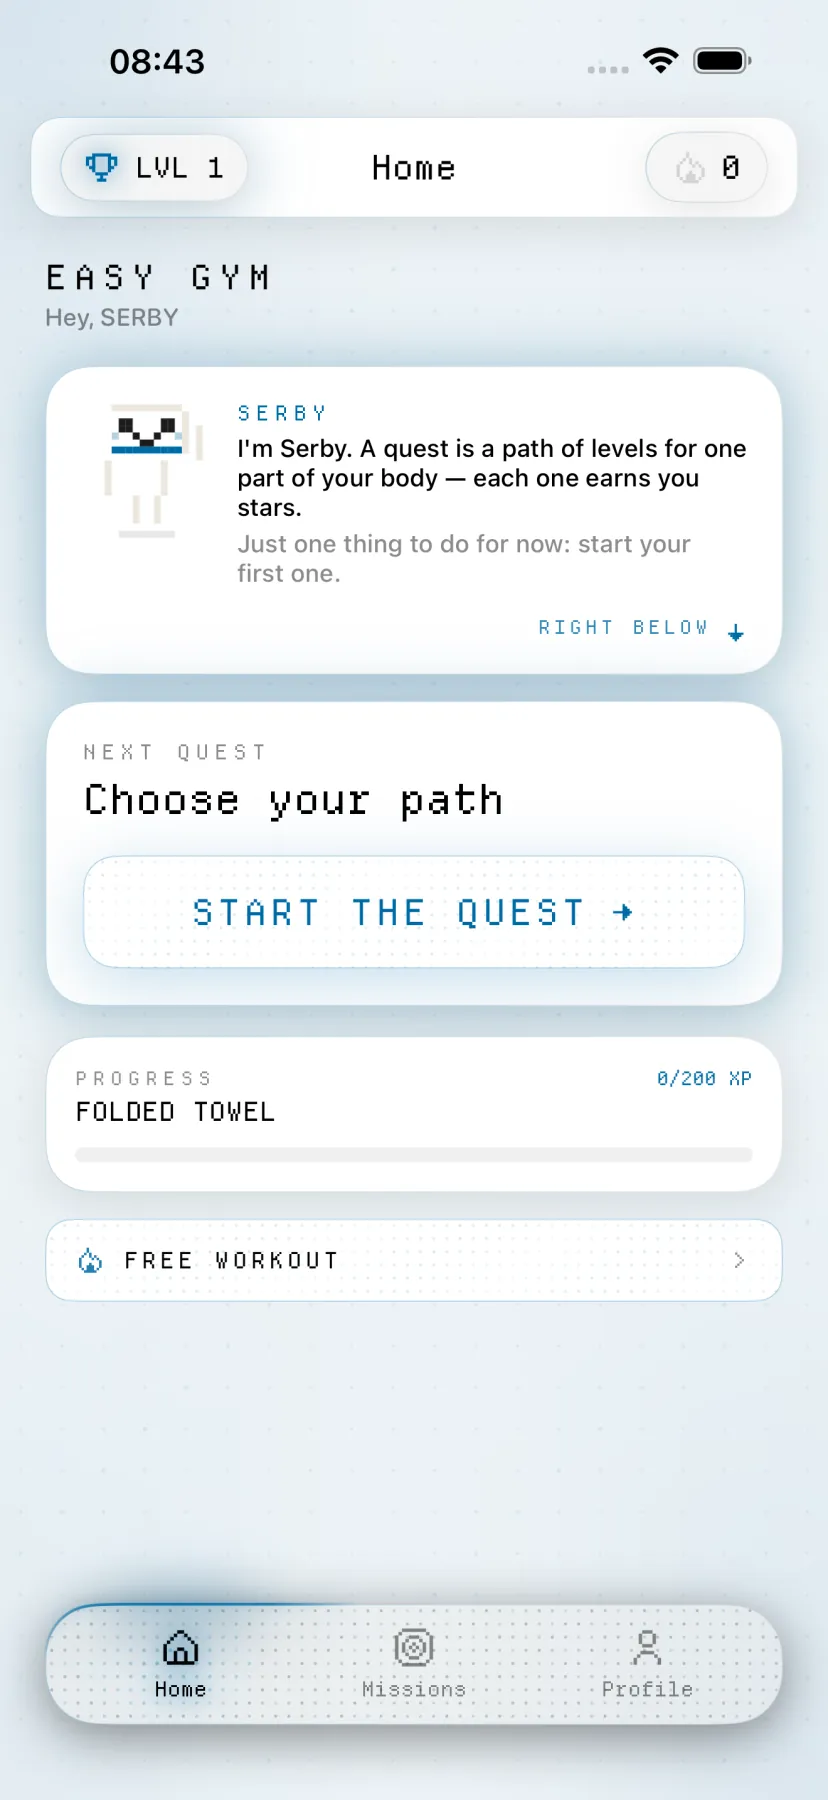 08:43
LVL 1
Home
0
EASY GYM
Hey, SERBY
SERBY
I'm Serby. A quest is a path of levels for one
part of your body — each one earns you
stars.
Just one thing to do for now: start your
first one.
RIGHT BELOW
NEXT QUEST
Choose your path
START THE QUEST →
PROGRESS
0/200 XP
FOLDED TOWEL
FREE WORKOUT
Home
Missions
Profile